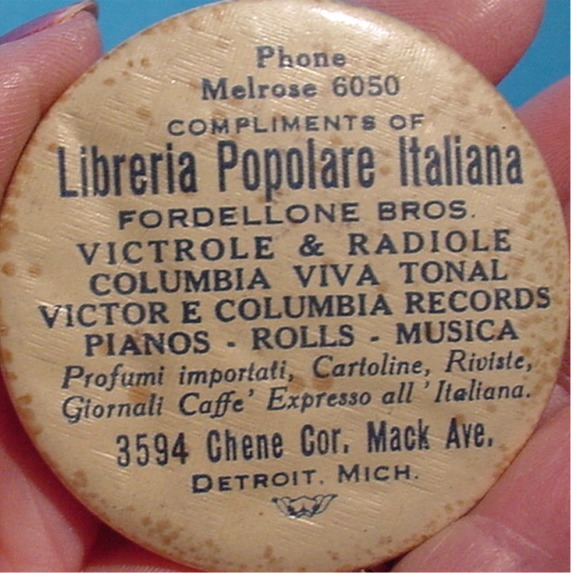 Phone
Melrose 6050
COMPLIMENTS OF
Libreria Popolare Italiana
FORDELLONE BROS.
VICTROLE & RADIOLE
COLUMBIA VIVA TONAL
VICTOR E COLUMBIA RECORDS
PIANOS - ROLLS - MUSICA
Profumi importati, Cartoline, Riviste,
Giornali Caffe' Expresso all 'Italiana.
3594 Chene Cor. Mack Ave.
DETROIT. MICH.